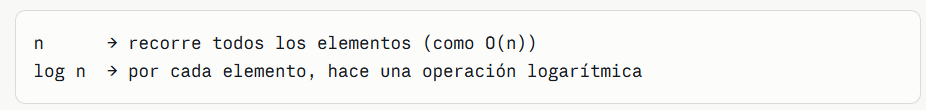 n      → recorre todos los elementos (como O(n))
log n  → por cada elemento, hace una operación logarítmica